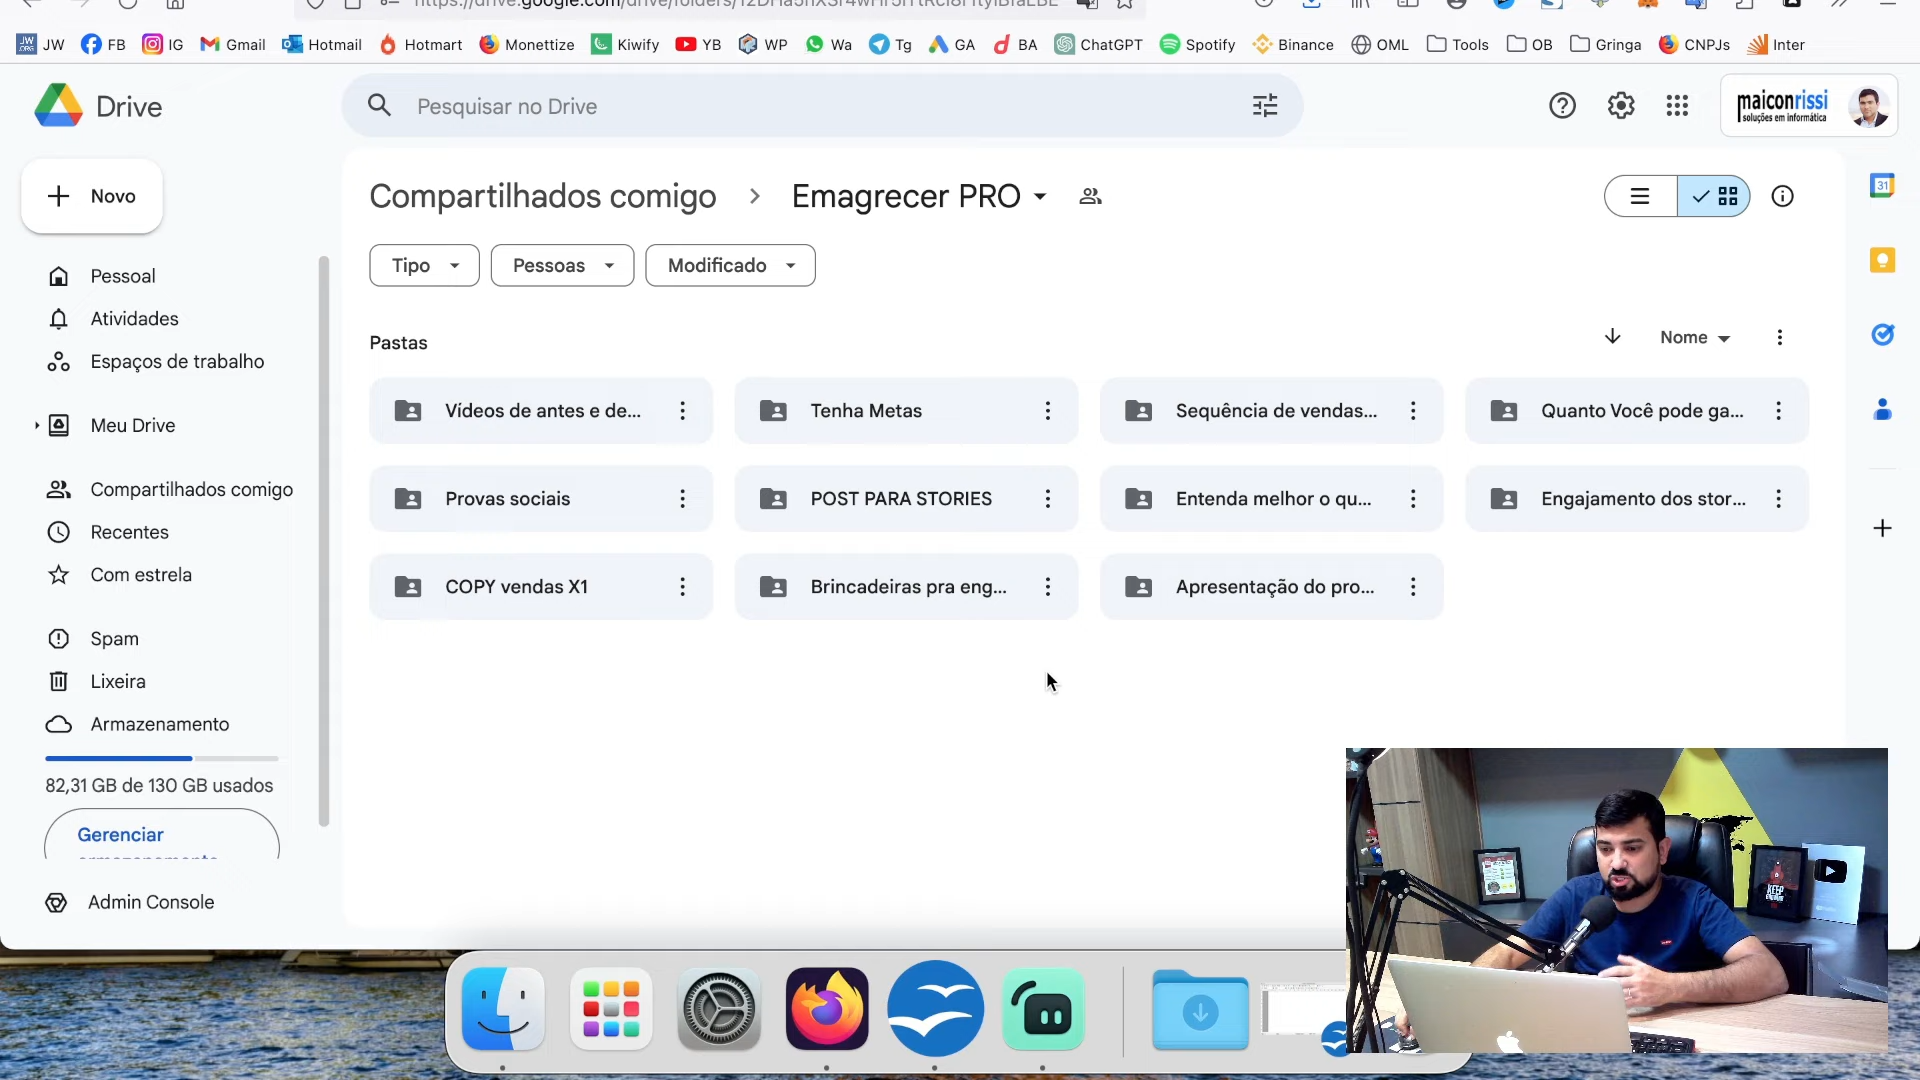 JW FB IG Gmail Hotmail Hotmart Monettize Kiwify YB WP Wa Tg GA BA ChatGPT Spotify Binance OML Tools OB Gringa CNPJs Inter
Drive
Pesquisar no Drive
maiconrissi
soluções em informática
Novo
Compartilhados comigo > Emagrecer PRO
Tipo Pessoas Modificado
Pessoal
Atividades
Espaços de trabalho
Meu Drive
Compartilhados comigo
Recentes
Com estrela
Spam
Lixeira
Armazenamento
82,31 GB de 130 GB usados
Gerenciar
Admin Console
Pastas
Nome
Vídeos de antes e de... Tenha Metas Sequência de vendas... Quanto Você pode ga...
Provas sociais POST PARA STORIES Entenda melhor o qu... Engajamento dos stor...
COPY vendas X1 Brincadeiras pra eng... Apresentação do pro...
31
KEEP